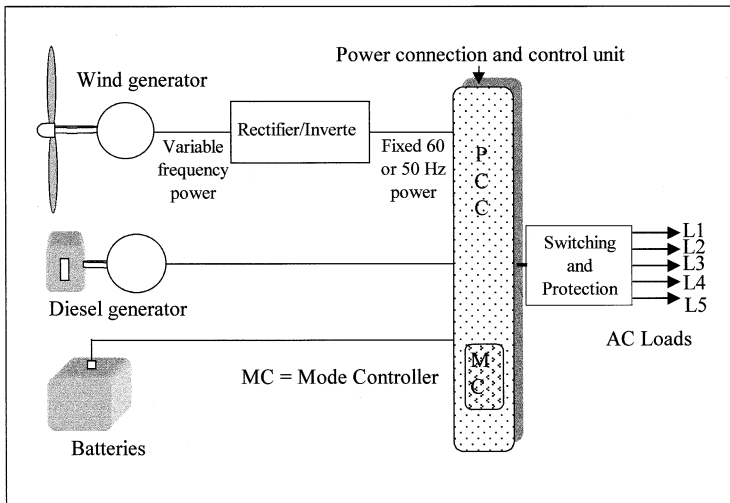 Power connection and control unit
Wind generator
Rectifier/Inverte
Variable
frequency
power
Fixed 60
or 50 Hz
power
P
C
C
Switching
and
Protection
L1
L2
L3
L4
L5
AC Loads
Diesel generator
MC = Mode Controller
M
C
Batteries